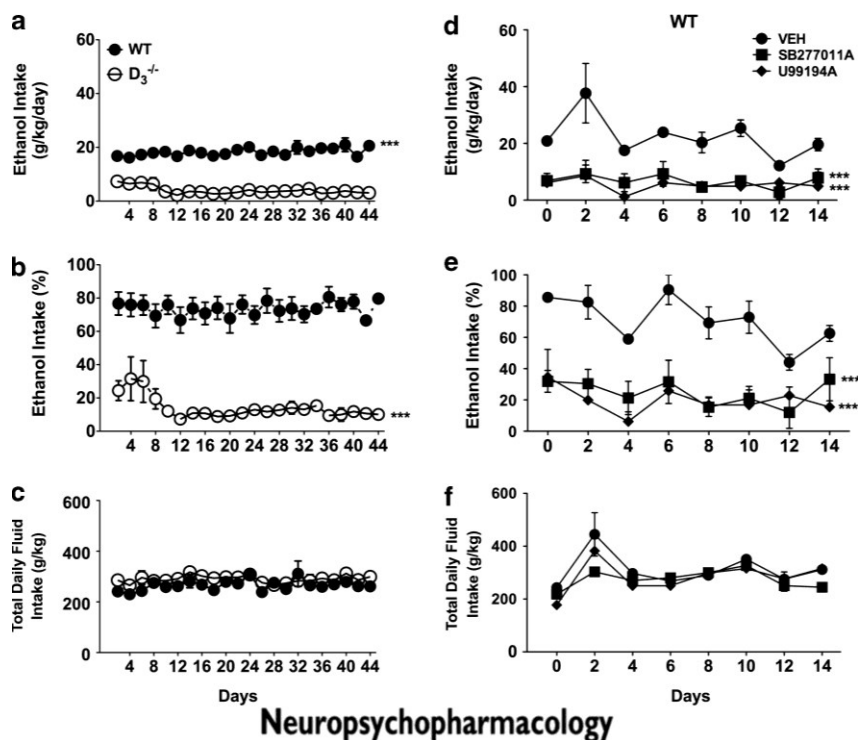 a
60
40
20
0
Ethanol Intake
(g/kg/day)
WT
D3-/-
***
4 8 12 16 20 24 28 32 36 40 44
b
100
80
60
40
20
0
Ethanol Intake (%)
***
4 8 12 16 20 24 28 32 36 40 44
c
600
400
200
0
Total Daily Fluid
Intake (g/kg)
4 8 12 16 20 24 28 32 36 40 44
Days
d
WT
60
40
20
0
Ethanol Intake
(g/kg/day)
VEH
SB277011A
U99194A
***
***
0 2 4 6 8 10 12 14
e
100
80
60
40
20
0
Ethanol Intake (%)
***
***
0 2 4 6 8 10 12 14
f
600
400
200
0
Total Daily Fluid
Intake (g/kg)
0 2 4 6 8 10 12 14
Days
Neuropsychopharmacology